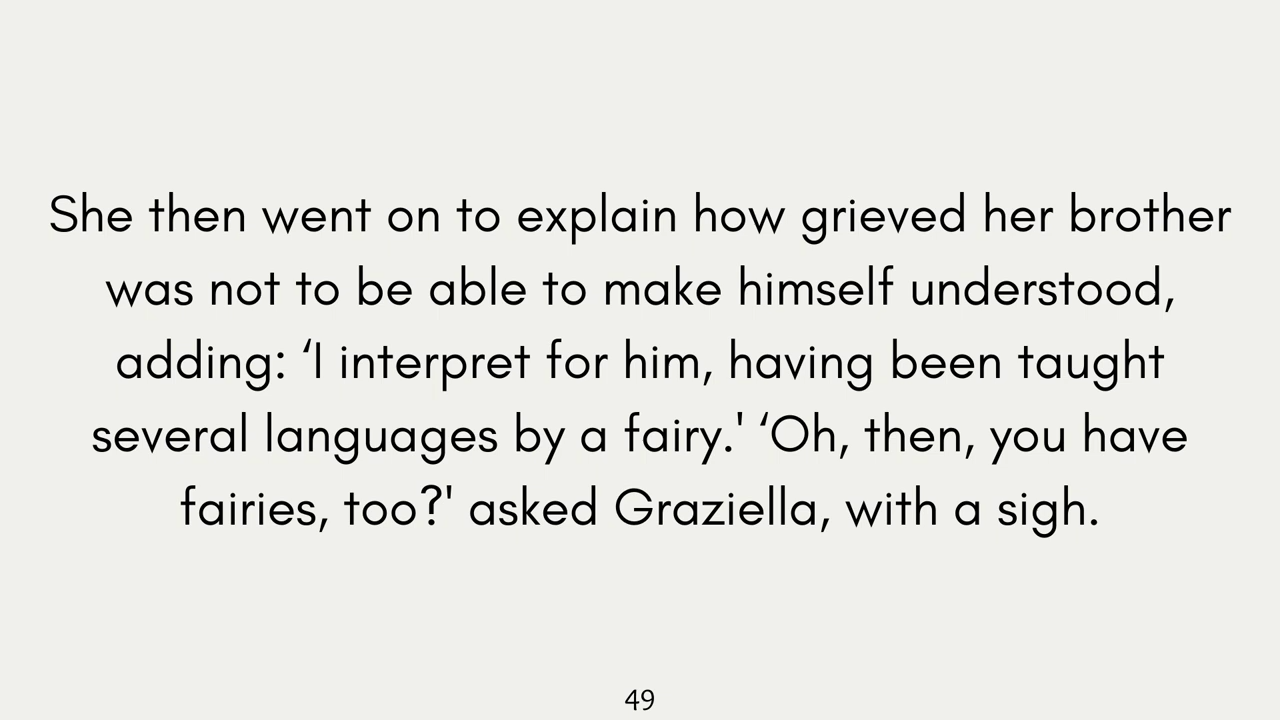 She then went on to explain how grieved her brother
was not to be able to make himself understood,
adding: ‘I interpret for him, having been taught
several languages by a fairy.' ‘Oh, then, you have
fairies, too?' asked Graziella, with a sigh.
49